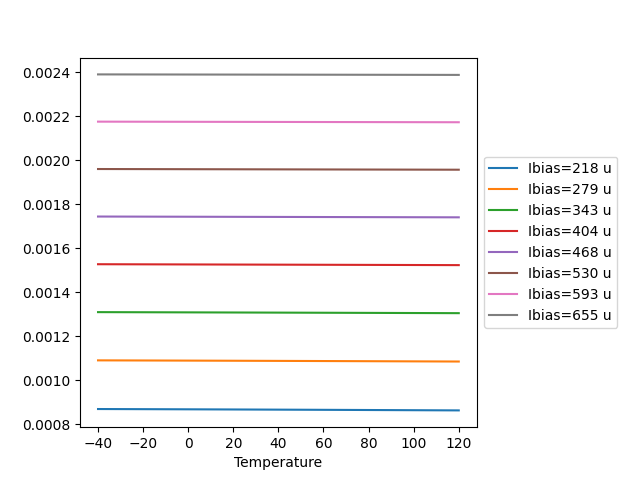 0.0024
0.0022
0.0020
0.0018
0.0016
0.0014
0.0012
0.0010
0.0008
−40 −20 0 20 40 60 80 100 120
Temperature
Ibias=218 u
Ibias=279 u
Ibias=343 u
Ibias=404 u
Ibias=468 u
Ibias=530 u
Ibias=593 u
Ibias=655 u